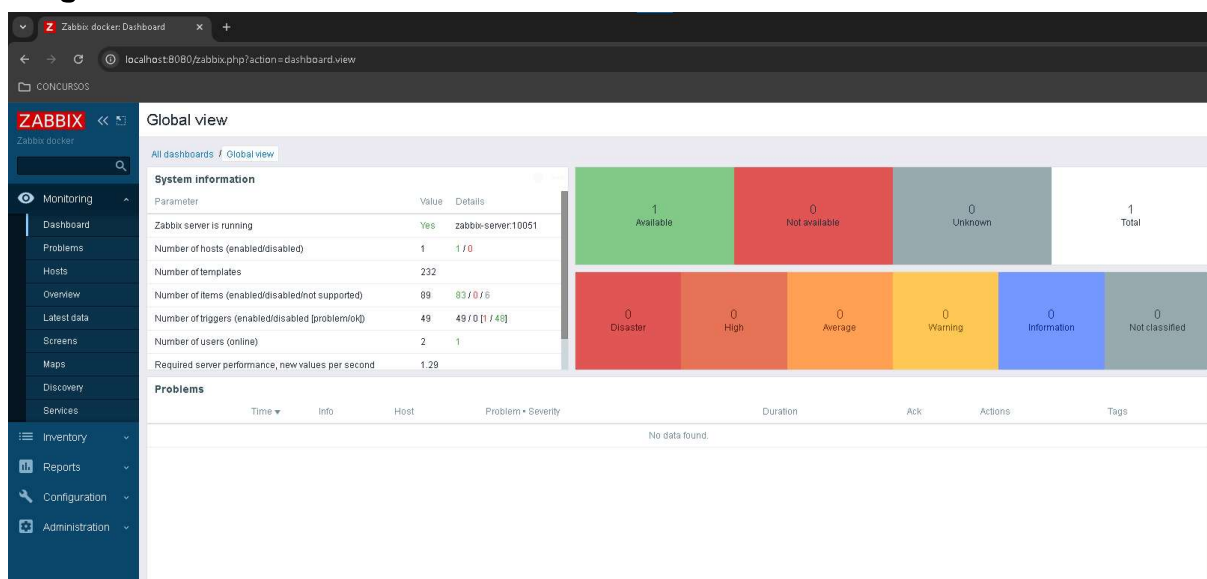 Zabbix docker: Dashboard
localhost:8080/zabbix.php?action=dashboard.view
CONCURSOS
ZABBIX
Zabbix docker
Monitoring
Dashboard
Problems
Hosts
Overview
Latest data
Screens
Maps
Discovery
Services
Inventory
Reports
Configuration
Administration
Global view
All dashboards / Global view
System information
Parameter Value Details
Zabbix server is running Yes zabbix-server:10051
Number of hosts (enabled/disabled) 1 1 / 0
Number of templates 232
Number of items (enabled/disabled/not supported) 89 83 / 0 / 6
Number of triggers (enabled/disabled [problem/ok]) 49 49 / 0 [1 / 48]
Number of users (online) 2 1
Required server performance, new values per second 1.29
1 0 0 1
Available Not available Unknown Total
0 0 0 0 0 0
Disaster High Average Warning Information Not classified
Problems
Time ▼ Info Host Problem • Severity Duration Ack Actions Tags
No data found.